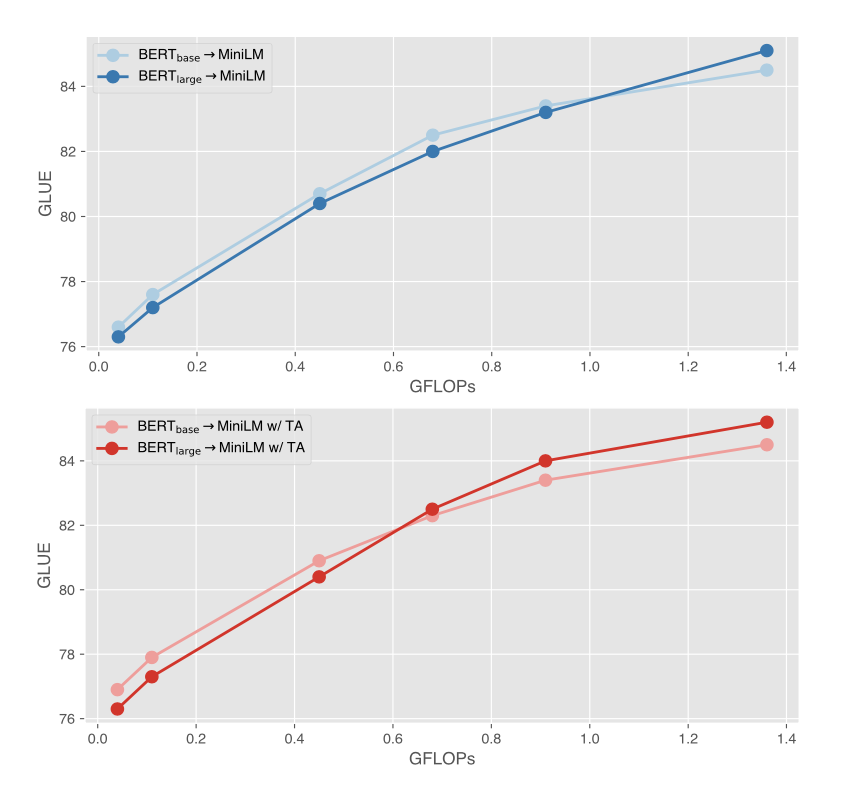 BERTbase→MiniLM
BERTlarge→MiniLM
84
82
80
78
76
GLUE
0.0 0.2 0.4 0.6 0.8 1.0 1.2 1.4
GFLOPs
BERTbase→MiniLM w/ TA
BERTlarge→MiniLM w/ TA
84
82
80
78
76
GLUE
0.0 0.2 0.4 0.6 0.8 1.0 1.2 1.4
GFLOPs